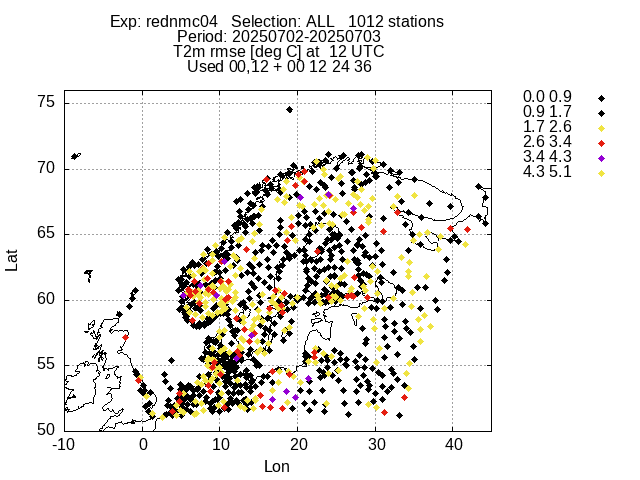 Exp: rednmc04 Selection: ALL 1012 stations
Period: 20250702-20250703
T2m rmse [deg C] at 12 UTC
Used 00,12 + 00 12 24 36
0.0 0.9
0.9 1.7
1.7 2.6
2.6 3.4
3.4 4.3
4.3 5.1
75
70
65
60
55
50
Lat
-10 0 10 20 30 40
Lon